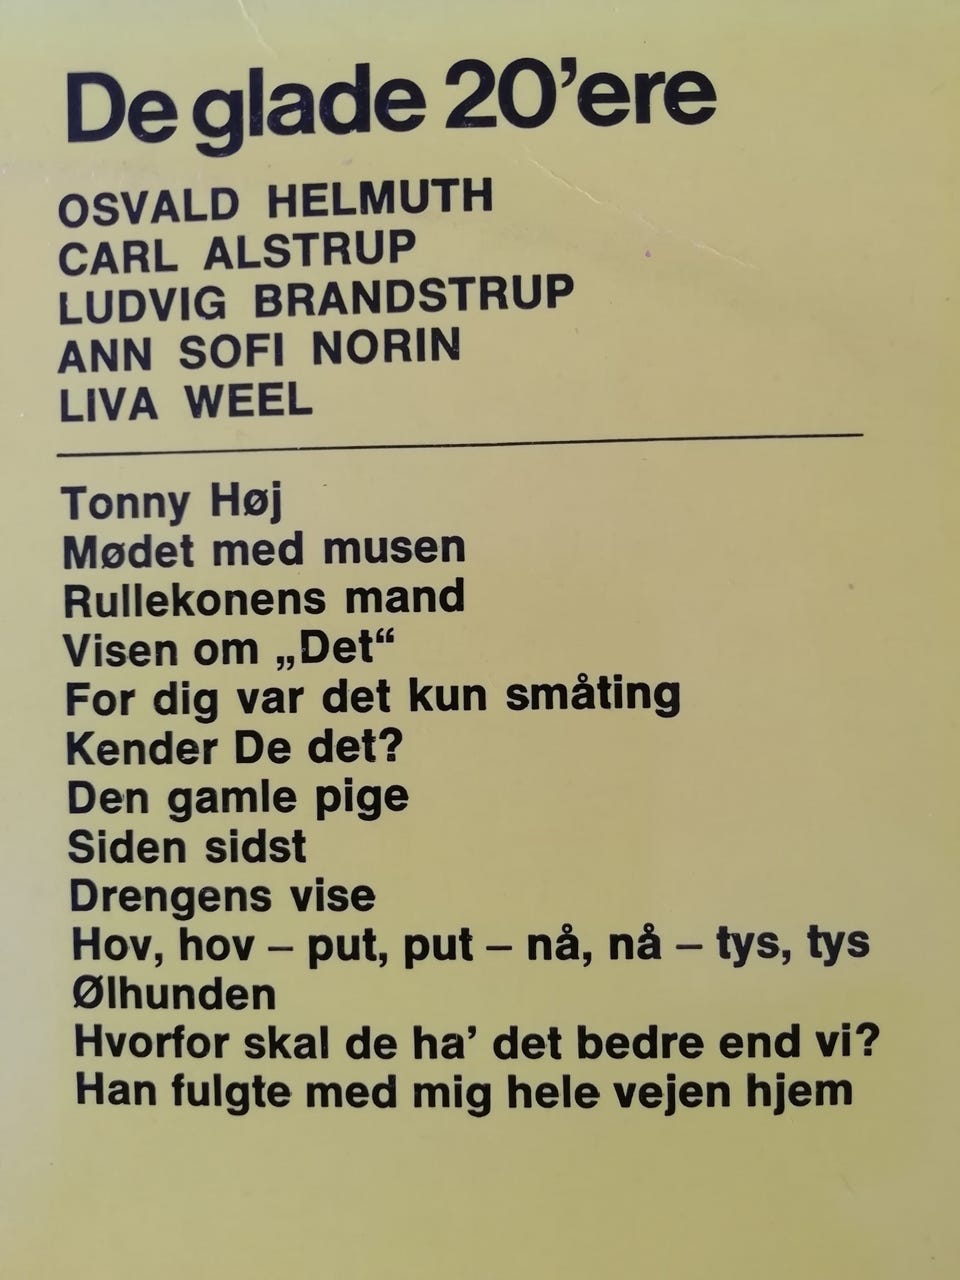 De glade 20’ere
OSVALD HELMUTH
CARL ALSTRUP
LUDVIG BRANDSTRUP
ANN SOFI NORIN
LIVA WEEL
Tonny Høj
Mødet med musen
Rullekonens mand
Visen om „Det“
For dig var det kun småting
Kender De det?
Den gamle pige
Siden sidst
Drengens vise
Hov, hov – put, put – nå, nå – tys, tys
Ølhunden
Hvorfor skal de ha’ det bedre end vi?
Han fulgte med mig hele vejen hjem